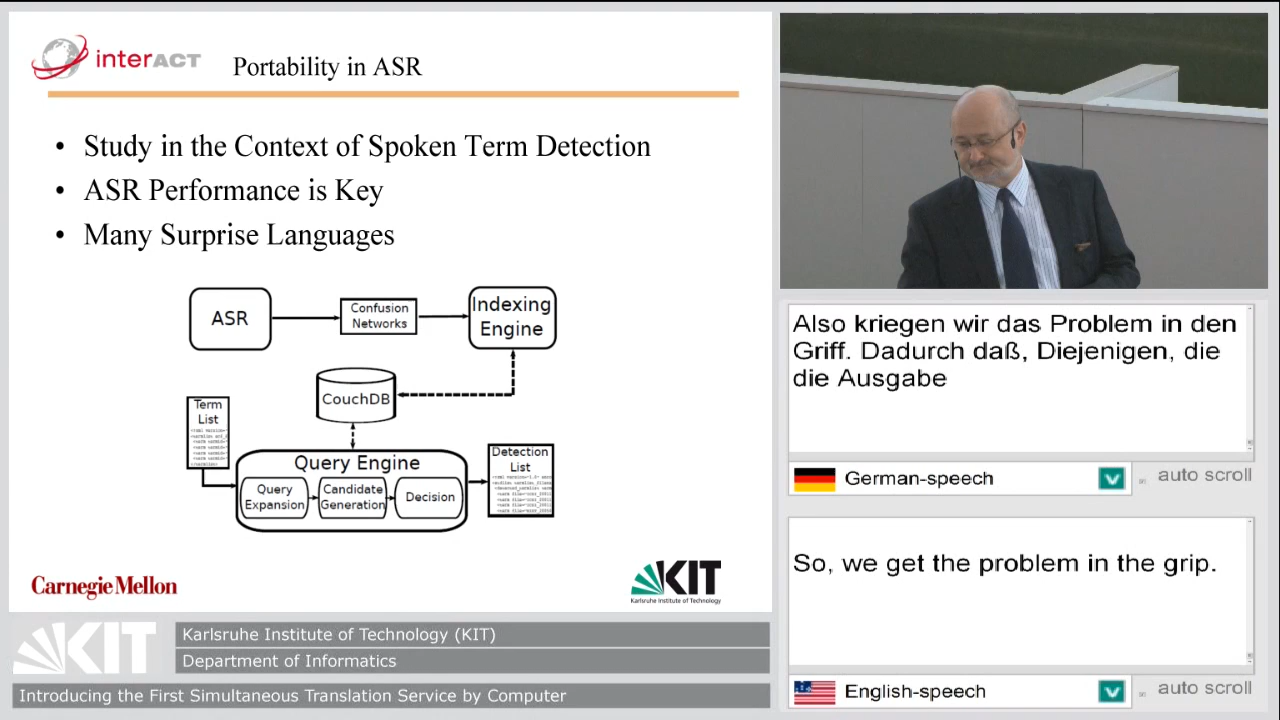 interACT
Portability in ASR
• Study in the Context of Spoken Term Detection
• ASR Performance is Key
• Many Surprise Languages
ASR
Confusion
Networks
Indexing
Engine
CouchDB
Term
List
Query Engine
Query
Expansion
Candidate
Generation
Decision
Detection
List
Carnegie Mellon
KIT
Karlsruhe Institute of Technology
KIT
Karlsruhe Institute of Technology (KIT)
Department of Informatics
Introducing the First Simultaneous Translation Service by Computer
Also kriegen wir das Problem in den
Griff. Dadurch daß, Diejenigen, die
die Ausgabe
German-speech
auto scroll
So, we get the problem in the grip.
English-speech
auto scroll